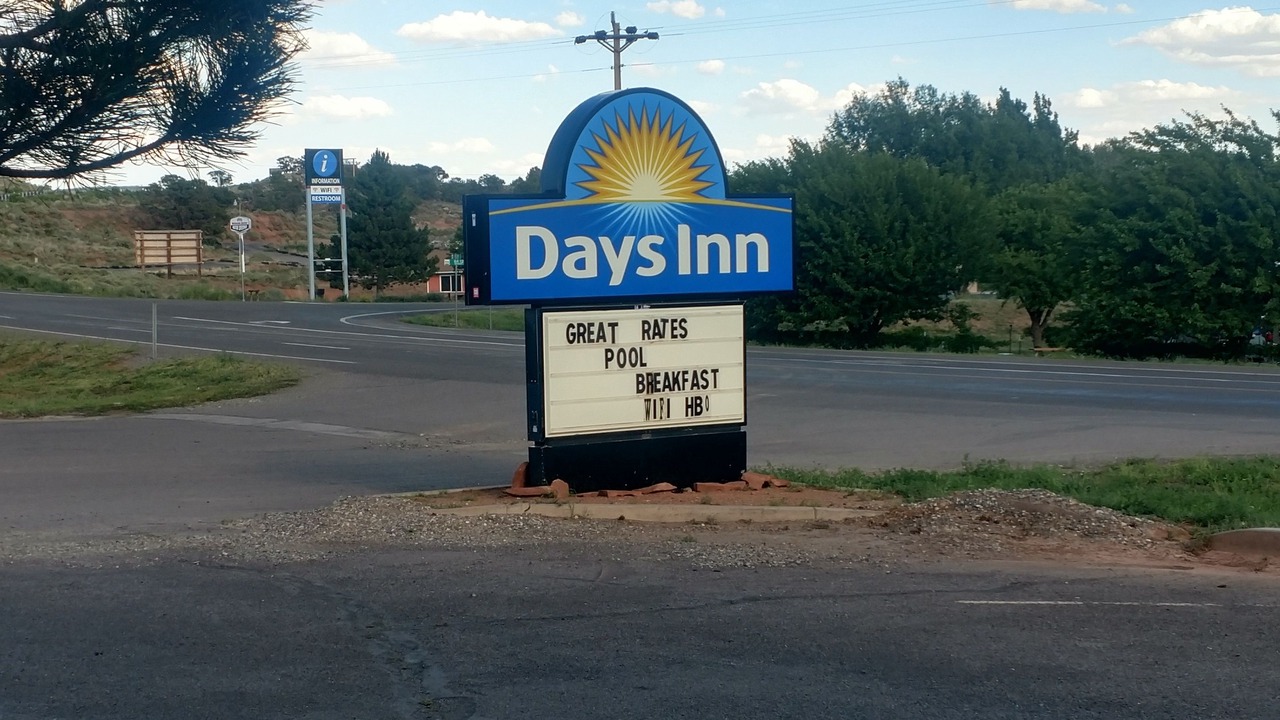 i
INFORMATION
WIFI
RESTROOM
Days Inn
GREAT RATES
POOL
BREAKFAST
WIFI HBO